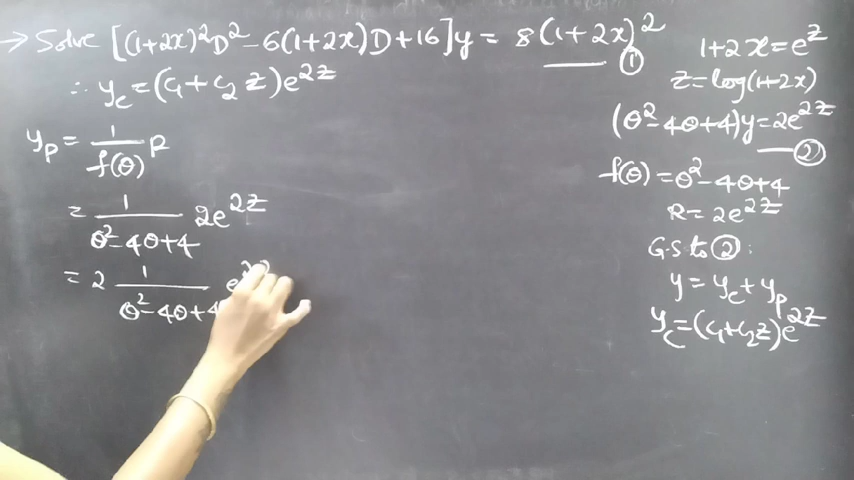 → Solve [(1+2x)²D² - 6(1+2x)D + 16]y = 8(1+2x)² ①
∴ y_c = (c₁ + c₂ z)e^{2z}
y_p = 1/f(θ) R
= 1/(θ² - 4θ + 4) 2e^{2z}
= 2 1/(θ² - 4θ + 4
1+2x = e^z
z = log(1+2x)
(θ² - 4θ + 4)y = 2e^{2z} ②
f(θ) = θ² - 4θ + 4
R = 2e^{2z}
G.S to ② :
y = y_c + y_p
y_c = (c₁ + c₂ z)e^{2z}